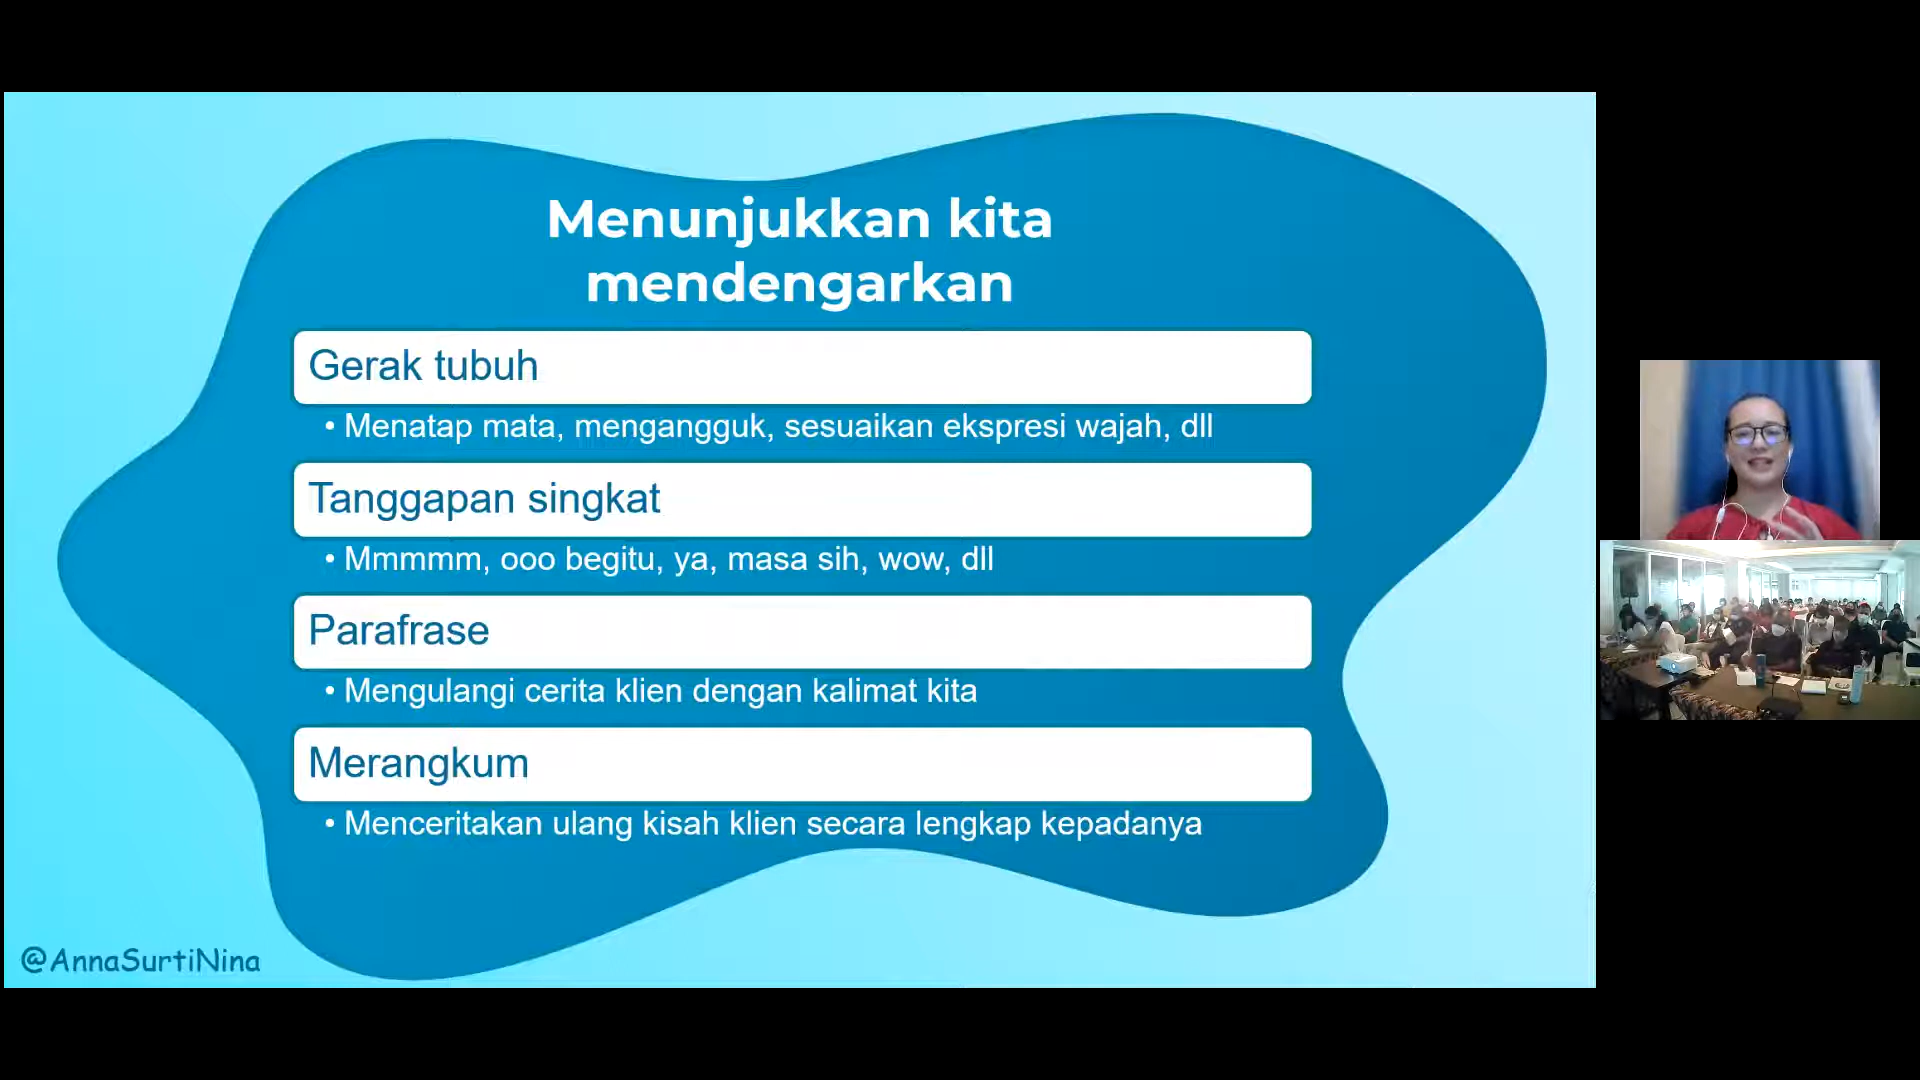 Menunjukkan kita
mendengarkan
Gerak tubuh
• Menatap mata, mengangguk, sesuaikan ekspresi wajah, dll
Tanggapan singkat
• Mmmmm, ooo begitu, ya, masa sih, wow, dll
Parafrase
• Mengulangi cerita klien dengan kalimat kita
Merangkum
• Menceritakan ulang kisah klien secara lengkap kepadanya
@AnnaSurtiNina